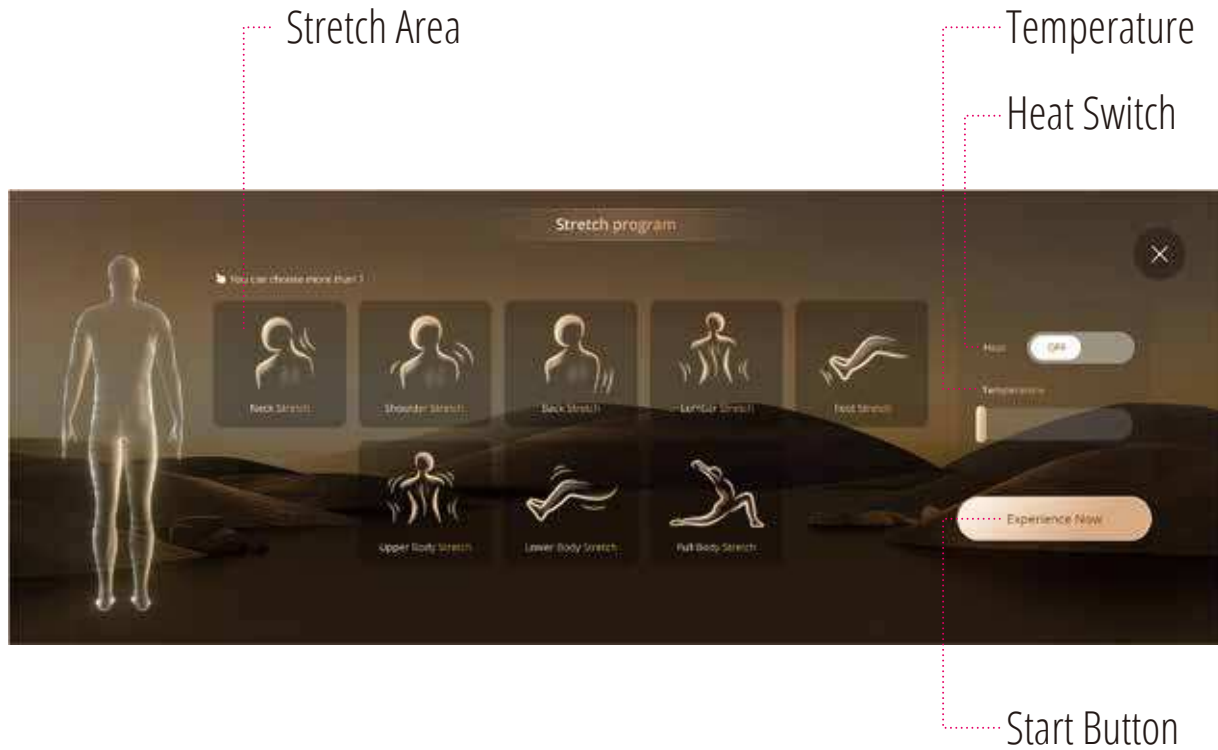 Stretch Area
Temperature
Heat Switch
Stretch program
You can choose more than 1
Neck Stretch
Shoulder Stretch
Back Stretch
Lumbar Stretch
Foot Stretch
Heat
OFF
Temperature
Upper Body Stretch
Lower Body Stretch
Full Body Stretch
Experience Now
Start Button